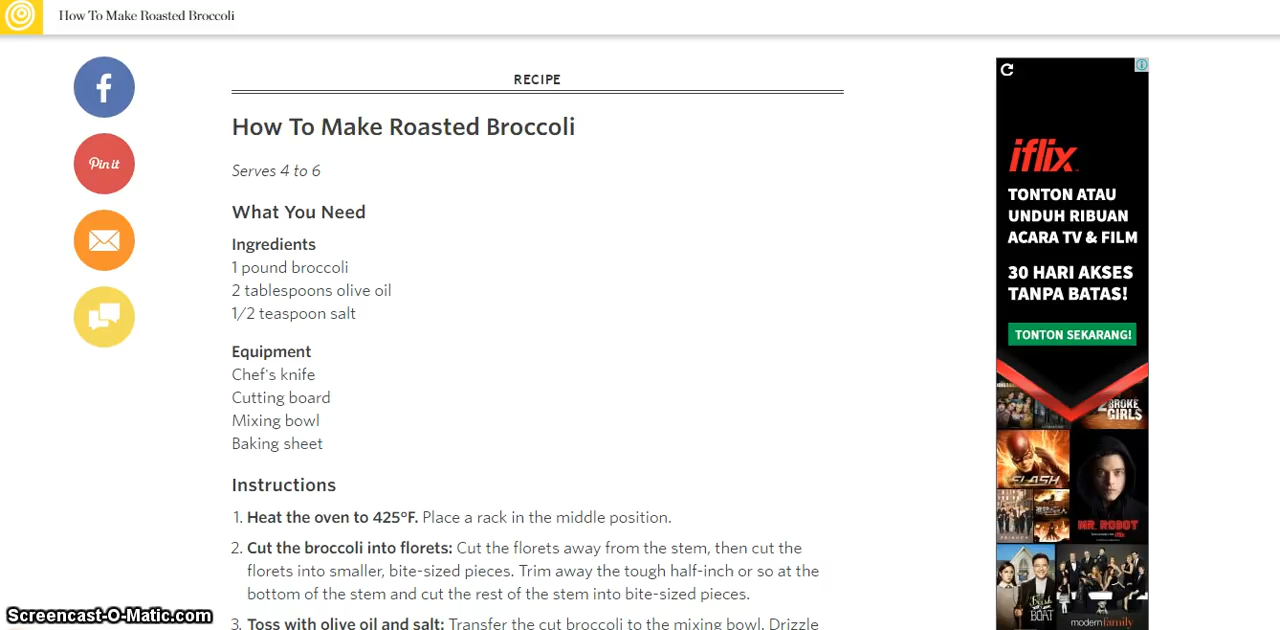 How To Make Roasted Broccoli
RECIPE
How To Make Roasted Broccoli
Serves 4 to 6
What You Need
Ingredients
1 pound broccoli
2 tablespoons olive oil
1/2 teaspoon salt
Equipment
Chef's knife
Cutting board
Mixing bowl
Baking sheet
Instructions
1. Heat the oven to 425°F. Place a rack in the middle position.
2. Cut the broccoli into florets: Cut the florets away from the stem, then cut the
florets into smaller, bite-sized pieces. Trim away the tough half-inch or so at the
bottom of the stem and cut the rest of the stem into bite-sized pieces.
3. Toss with olive oil and salt: Transfer the cut broccoli to the mixing bowl. Drizzle
f
Pin it
iflix
TONTON ATAU
UNDUH RIBUAN
ACARA TV & FILM
30 HARI AKSES
TANPA BATAS!
TONTON SEKARANG!
2 BROKE
GIRLS
FLASH
MR. ROBOT
modern family
Screencast-O-Matic.com